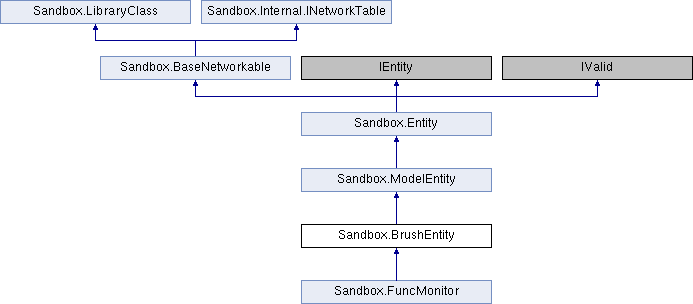 Sandbox.LibraryClass
Sandbox.Internal.INetworkTable
Sandbox.BaseNetworkable
IEntity
IValid
Sandbox.Entity
Sandbox.ModelEntity
Sandbox.BrushEntity
Sandbox.FuncMonitor